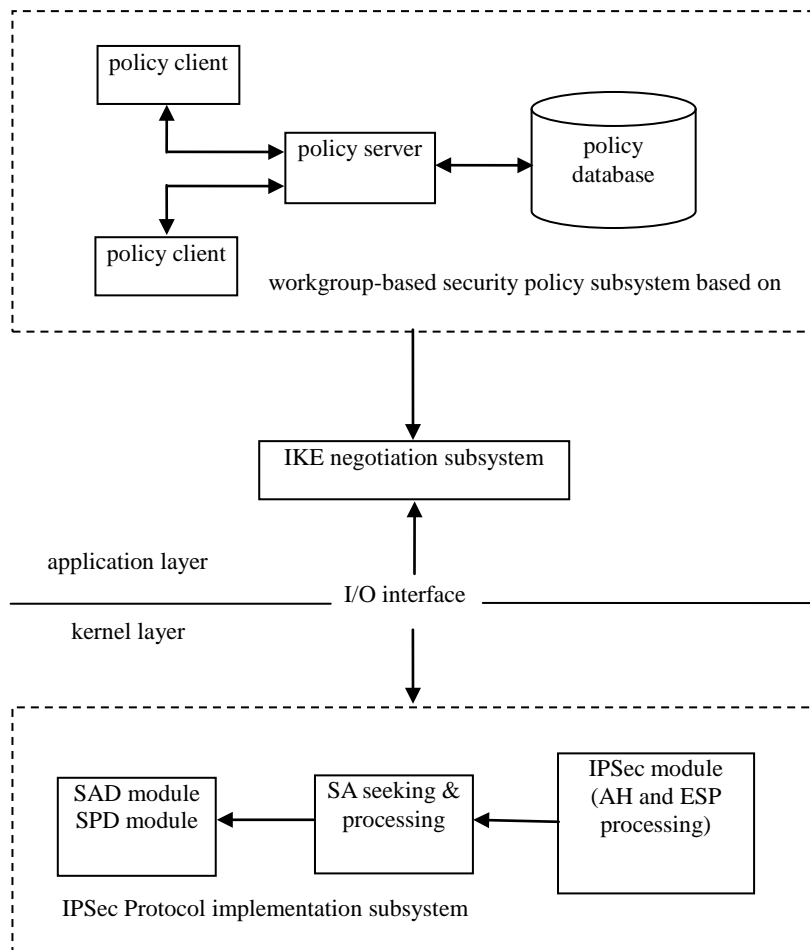 policy client
policy server
policy
database
policy client
workgroup-based security policy subsystem based on
IKE negotiation subsystem
application layer
I/O interface
kernel layer
SAD module
SPD module
SA seeking &
processing
IPSec module
(AH and ESP
processing)
IPSec Protocol implementation subsystem